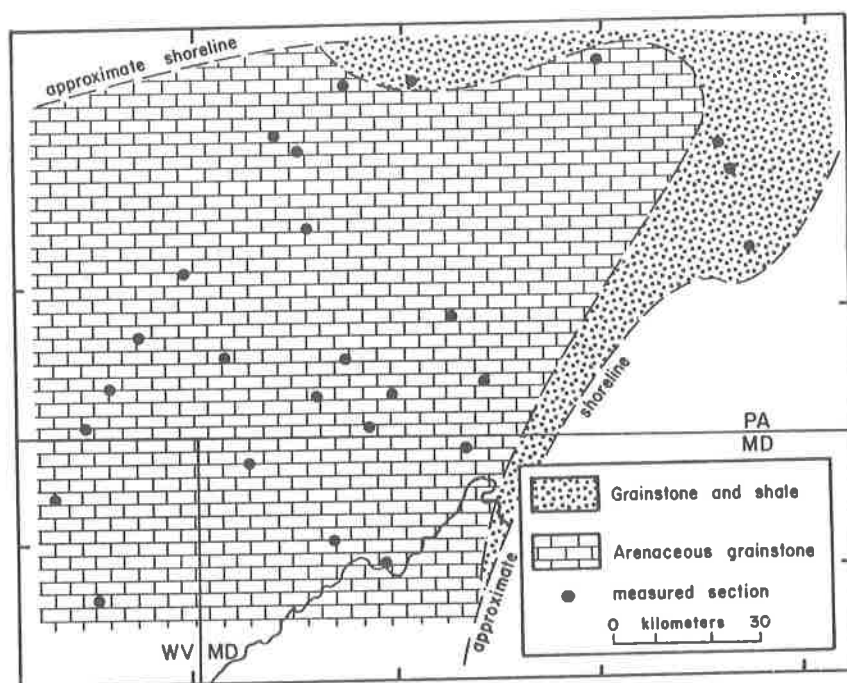 approximate shoreline
approximate shoreline
PA
MD
WV MD
Grainstone and shale
Arenaceous grainstone
measured section
0 kilometers 30